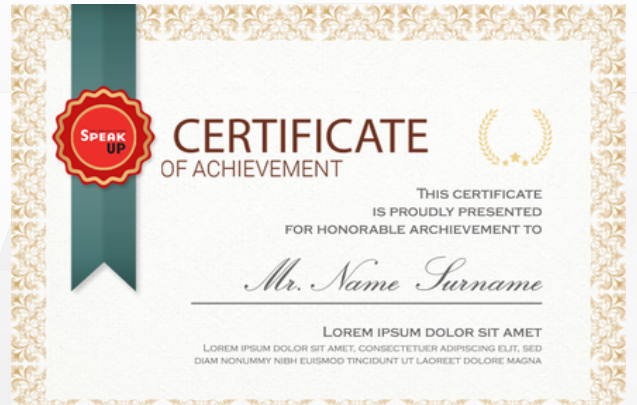 SPEAK
UP
CERTIFICATE
OF ACHIEVEMENT
THIS CERTIFICATE
IS PROUDLY PRESENTED
FOR HONORABLE ARCHIEVEMENT TO
Mr. Name Surname
LOREM IPSUM DOLOR SIT AMET
LOREM IPSUM DOLOR SIT AMET, CONSECTETUER ADIPISCING ELIT, SED
DIAM NONUMMY NIBH EUISMOD TINCIDUNT UT LAOREET DOLORE MAGNA